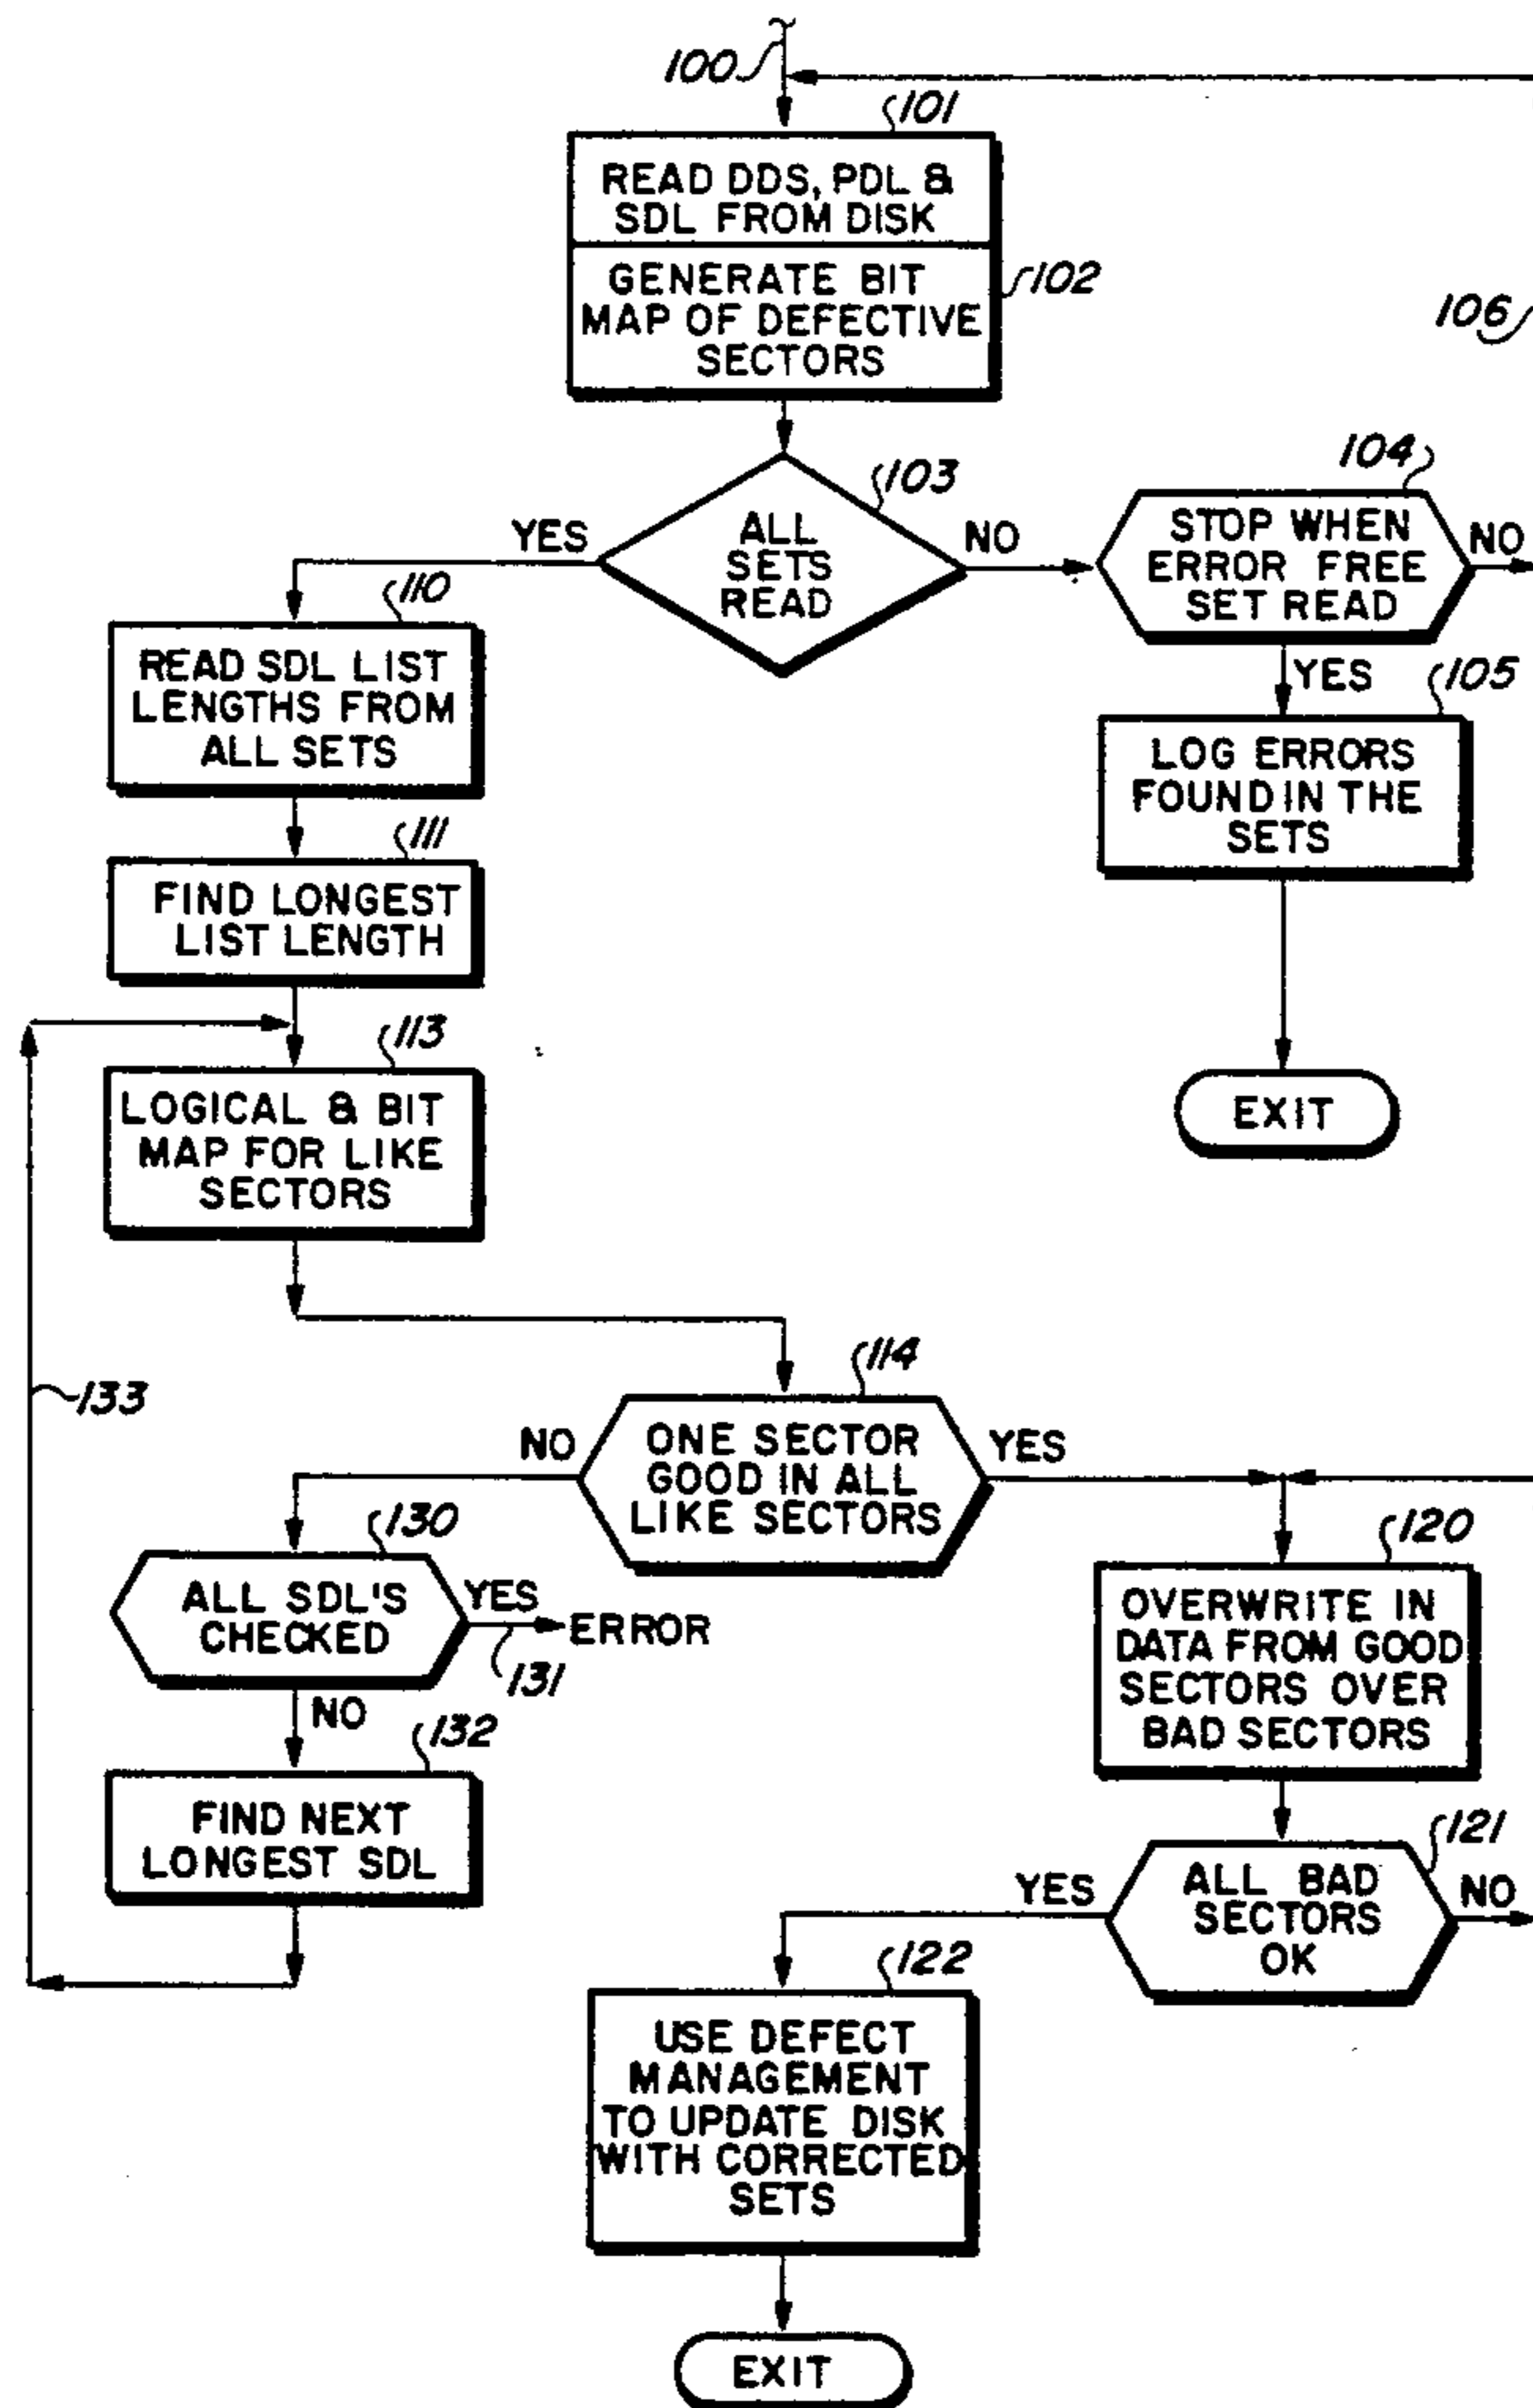 100
101
READ DDS, PDL &
SDL FROM DISK
GENERATE BIT
MAP OF DEFECTIVE
SECTORS
102
106
103
ALL
SETS
READ
YES
NO
104
STOP WHEN
ERROR FREE
SET READ
NO
YES
105
LOG ERRORS
FOUND IN THE
SETS
EXIT
110
READ SDL LIST
LENGTHS FROM
ALL SETS
111
FIND LONGEST
LIST LENGTH
113
LOGICAL & BIT
MAP FOR LIKE
SECTORS
133
114
ONE SECTOR
GOOD IN ALL
LIKE SECTORS
NO
YES
130
ALL SDL'S
CHECKED
YES
ERROR
131
NO
132
FIND NEXT
LONGEST SDL
120
OVERWRITE IN
DATA FROM GOOD
SECTORS OVER
BAD SECTORS
121
ALL BAD
SECTORS
OK
YES
NO
122
USE DEFECT
MANAGEMENT
TO UPDATE DISK
WITH CORRECTED
SETS
EXIT